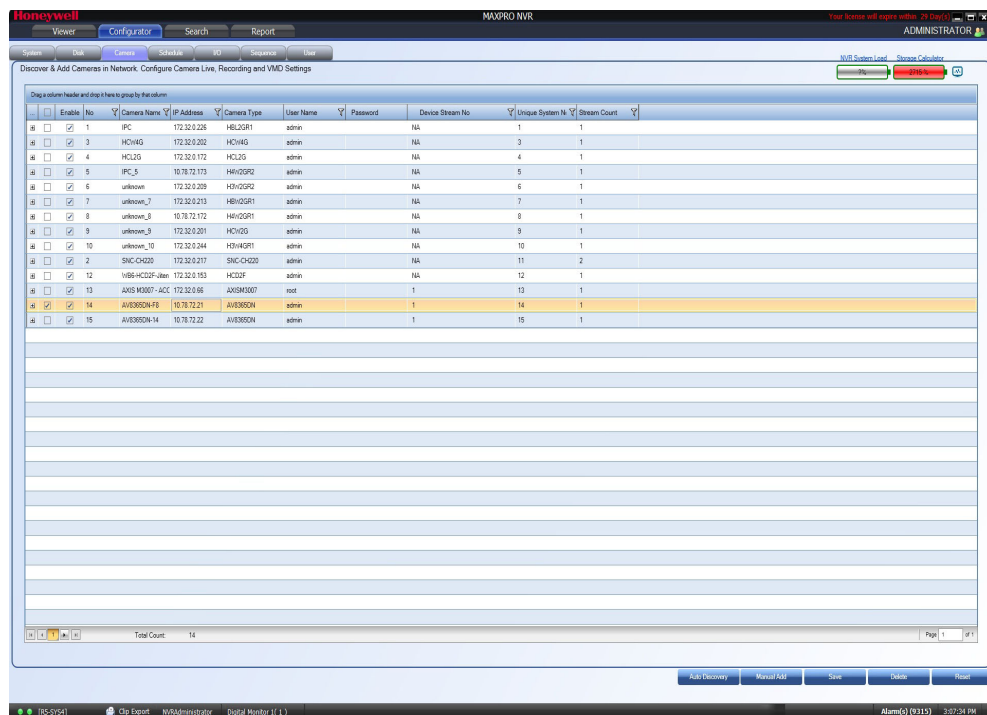 Honeywell
MAXPRO NVR
Your license will expire within 29 Day(s)
Viewer Configurator Search Report
ADMINISTRATOR
System Disk Camera Schedule I/O Sequence User
NVR System Load Storage Calculator
Discover & Add Cameras in Network. Configure Camera Live, Recording and VMD Settings
2715 %
Drag a column header and drop it here to group by that column
... Enable No Camera Name IP Address Camera Type User Name Password Device Stream No Unique System N Stream Count
1 IPC 172.32.0.226 HBL2GR1 admin NA 1 1
3 HCW4G 172.32.0.202 HCW4G admin NA 3 1
4 HCL2G 172.32.0.172 HCL2G admin NA 4 1
5 IPC_5 10.78.72.173 H4W2GR2 admin NA 5 1
6 unknown 172.32.0.209 H3W2GR2 admin NA 6 1
7 unknown_7 172.32.0.213 HBW2GR1 admin NA 7 1
8 unknown_8 10.78.72.172 H4W2GR1 admin NA 8 1
9 unknown_9 172.32.0.201 HCW2G admin NA 9 1
10 unknown_10 172.32.0.244 H3W4GR1 admin NA 10 1
2 SNC-CH220 172.32.0.217 SNC-CH220 admin NA 11 2
12 WB6-HCD2F-Jiten 172.32.0.153 HCD2F admin NA 12 1
13 AXIS M3007 - ACC 172.32.0.66 AXISM3007 root 1 13 1
14 AV8365DN-F8 10.78.72.21 AV8365DN admin 1 14 1
15 AV8365DN-14 10.78.72.22 AV8365DN admin 1 15 1
1 Total Count: 14 Page 1 of 1
Auto Discovery Manual Add Save Delete Reset
[R5-SYS4] Clip Export NVRAdministrator Digital Monitor 1( 1 ) Alarm(s) (9315) 3:07:34 PM